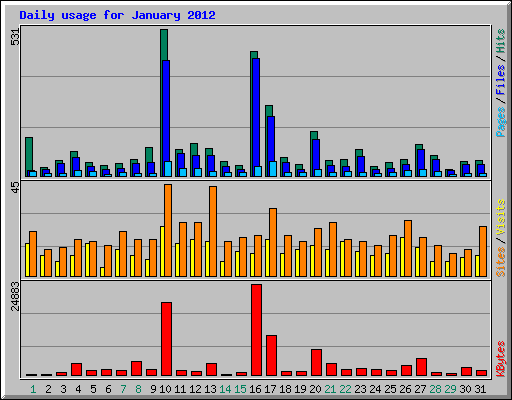 Daily usage for January 2012
531
Pages / Files / Hits
45
Sites / Visits
24883
KBytes
1 2 3 4 5 6 7 8 9 10 11 12 13 14 15 16 17 18 19 20 21 22 23 24 25 26 27 28 29 30 31